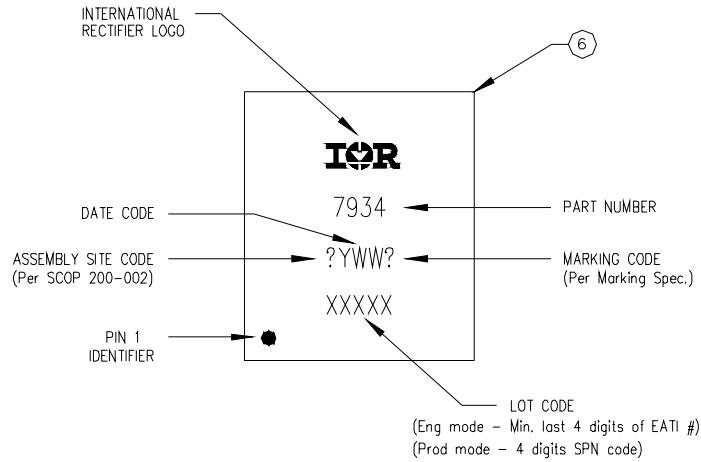 INTERNATIONAL
RECTIFIER LOGO
6
IOR
7934
PART NUMBER
DATE CODE
ASSEMBLY SITE CODE
(Per SCOP 200-002)
?YWW?
MARKING CODE
(Per Marking Spec.)
XXXXX
PIN 1
IDENTIFIER
LOT CODE
(Eng mode - Min. last 4 digits of EATI #)
(Prod mode - 4 digits SPN code)